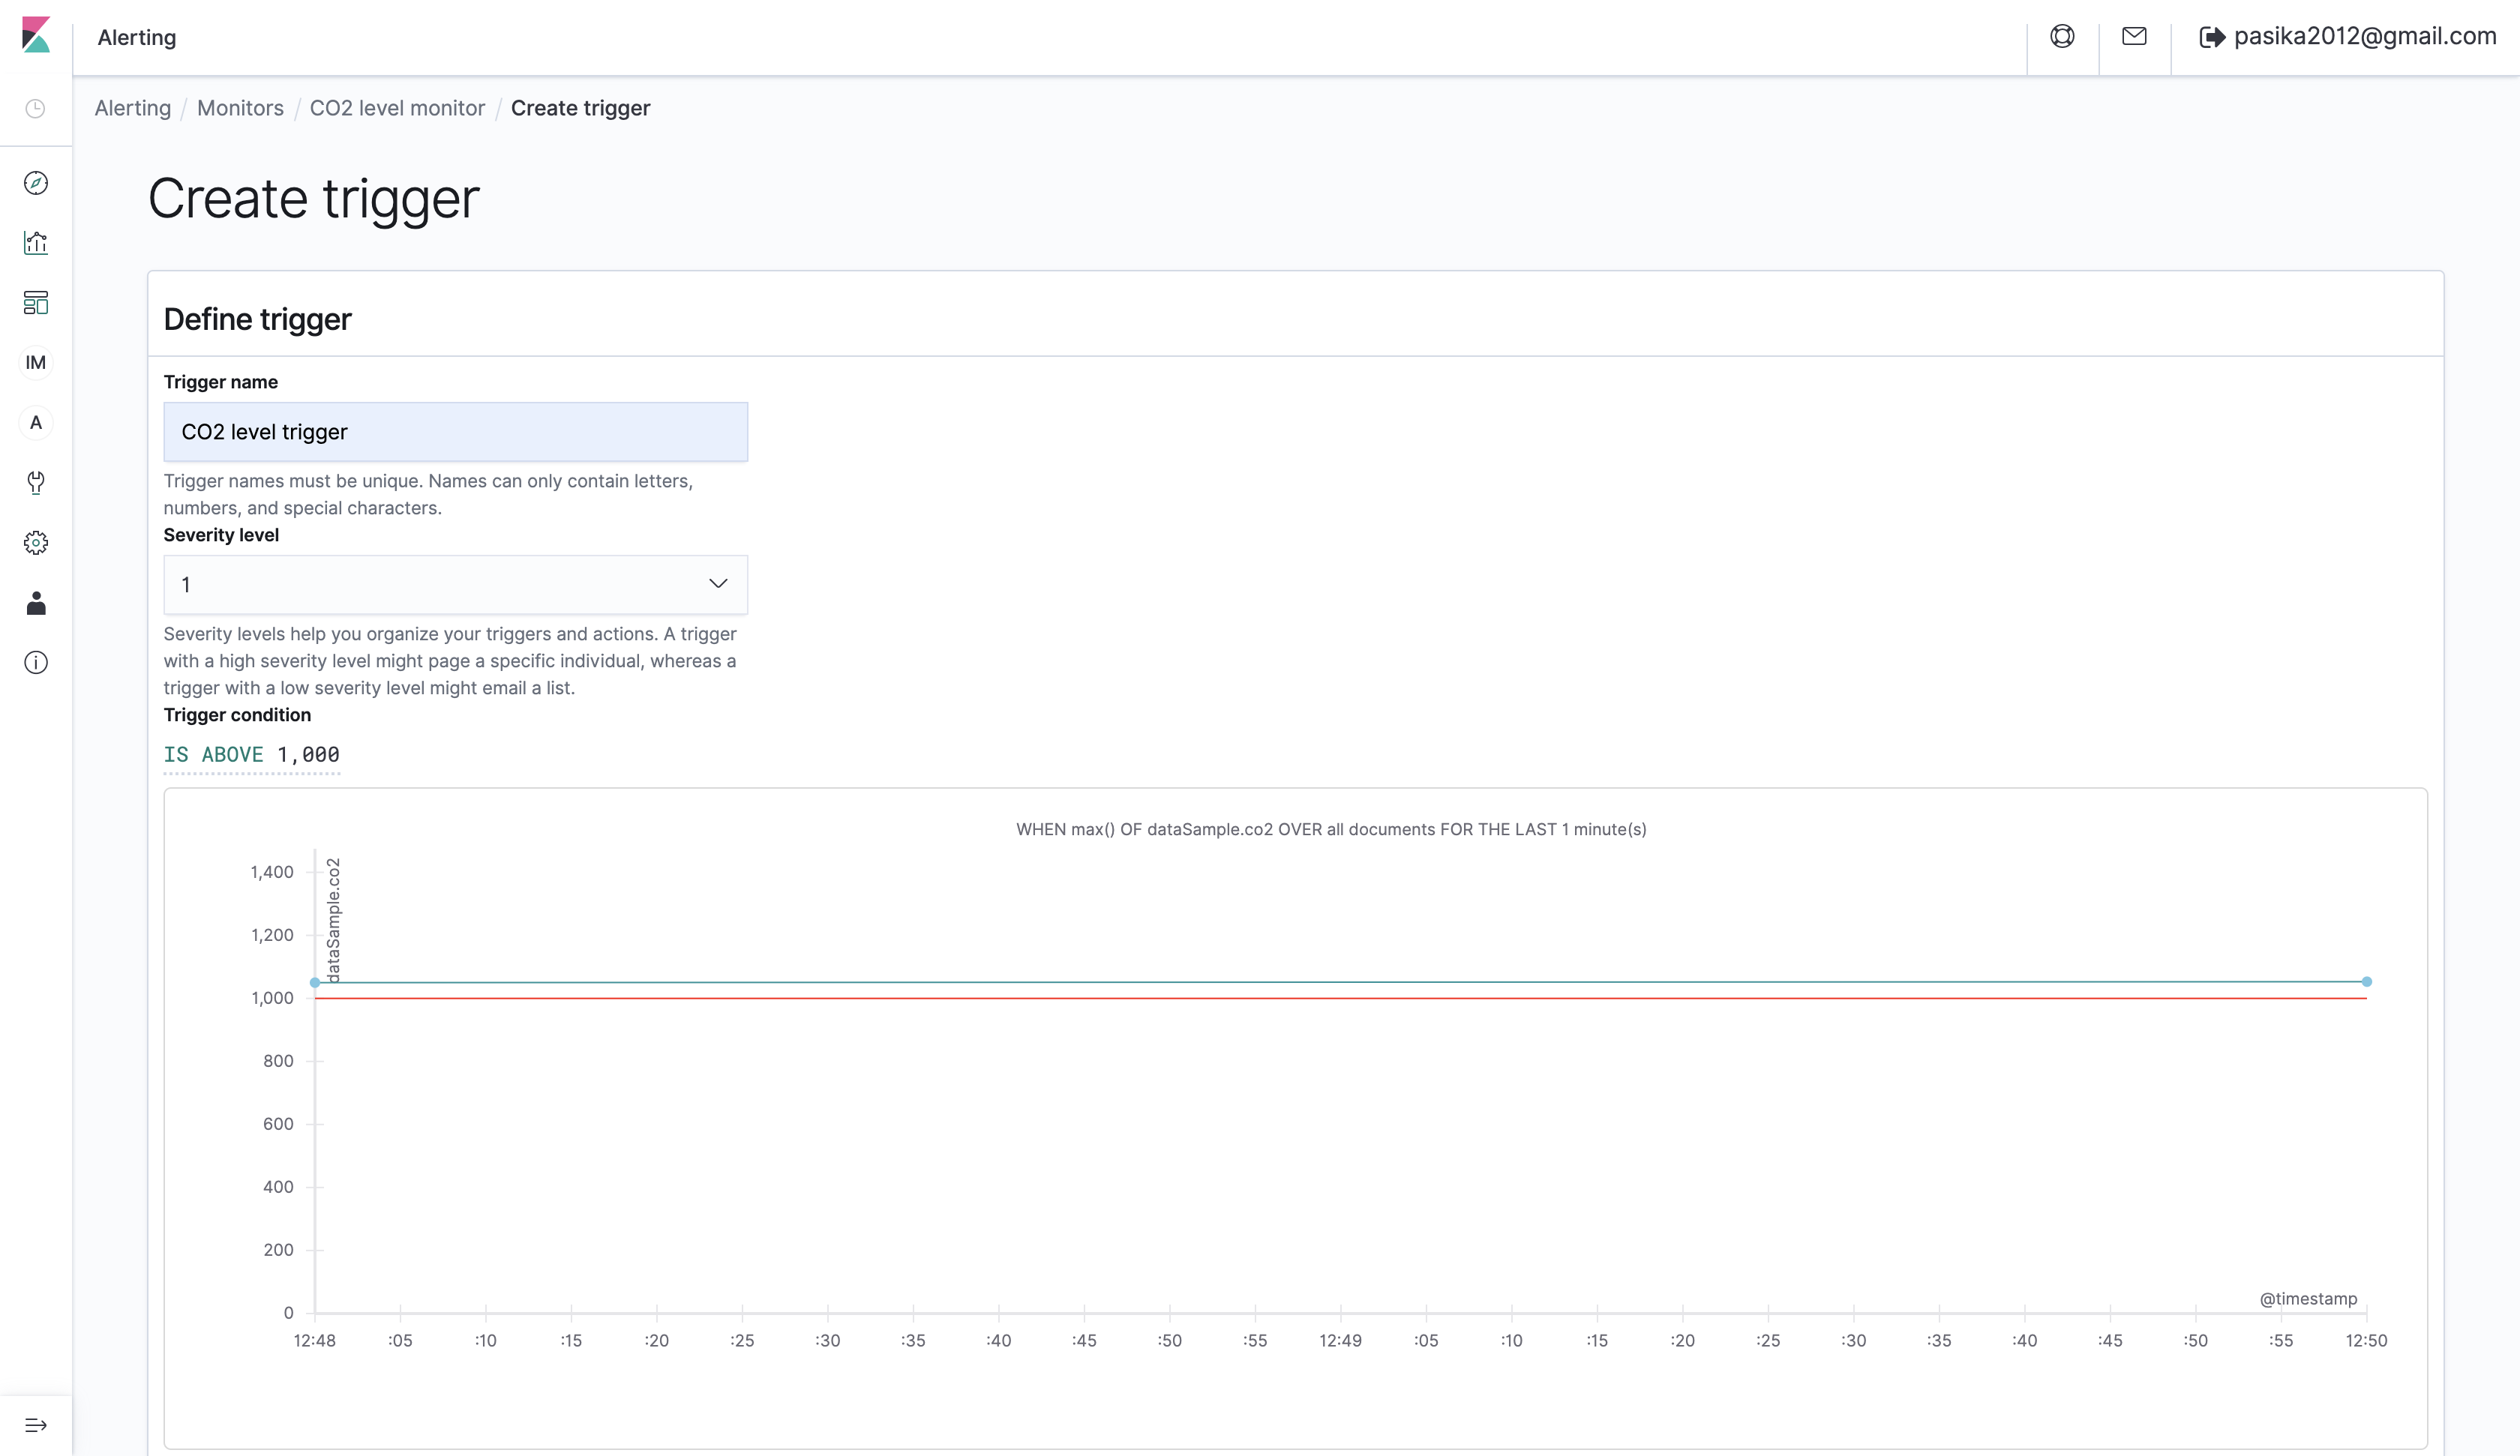 Alerting
pasika2012@gmail.com
Alerting / Monitors / CO2 level monitor / Create trigger
IM
A
Create trigger
Define trigger
Trigger name
CO2 level trigger
Trigger names must be unique. Names can only contain letters,
numbers, and special characters.
Severity level
1
Severity levels help you organize your triggers and actions. A trigger
with a high severity level might page a specific individual, whereas a
trigger with a low severity level might email a list.
Trigger condition
IS ABOVE 1,000
WHEN max() OF dataSample.co2 OVER all documents FOR THE LAST 1 minute(s)
dataSample.co2
1,400
1,200
1,000
800
600
400
200
0
@timestamp
12:48 :05 :10 :15 :20 :25 :30 :35 :40 :45 :50 :55 12:49 :05 :10 :15 :20 :25 :30 :35 :40 :45 :50 :55 12:50